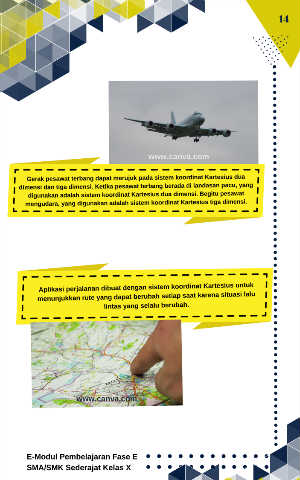 14
www.canva.com
Gerak pesawat terbang dapat merujuk pada sistem koordinat Kartesius dua
dimensi dan tiga dimensi. Ketika pesawat terbang berada di landasan pacu, yang
digunakan adalah sistem koordinat Kartesius dua dimensi. Begitu pesawat
mengudara, yang digunakan adalah sistem koordinat Kartesius tiga dimensi.
Aplikasi perjalanan dibuat dengan sistem koordinat Kartesius untuk
menunjukkan rute yang dapat berubah setiap saat karena situasi lalu
lintas yang selalu berubah.
www.canva.com
E-Modul Pembelajaran Fase E
SMA/SMK Sederajat Kelas X